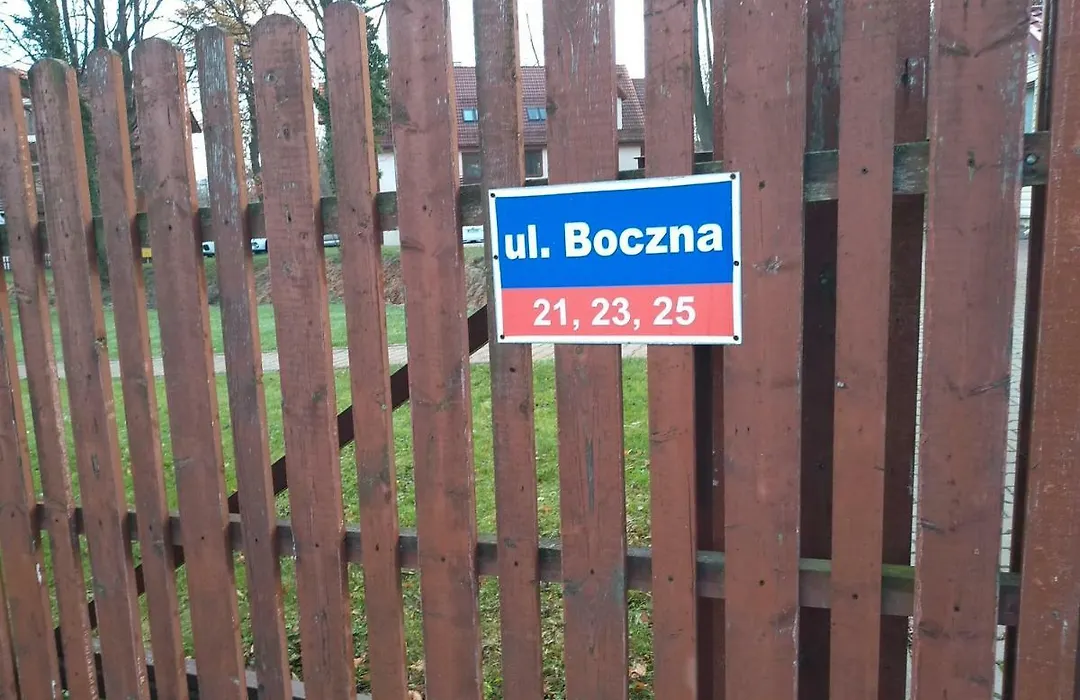 ul. Boczna
21, 23, 25